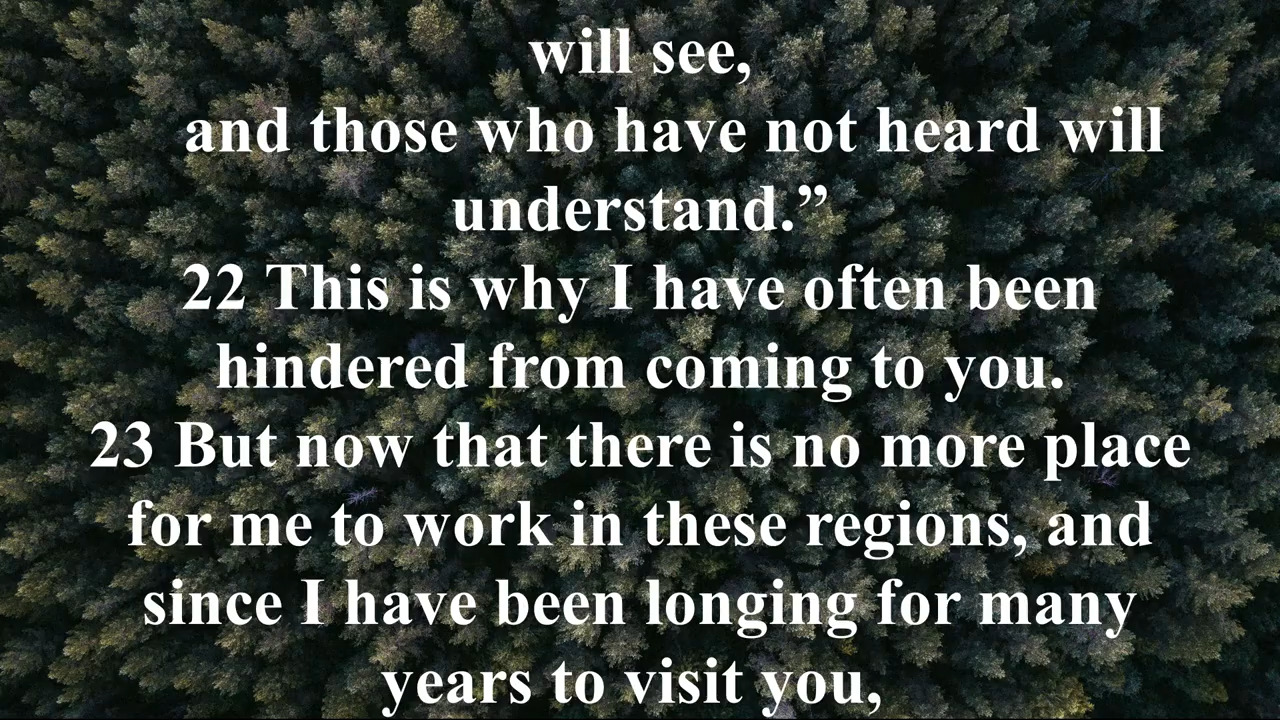 will see,
and those who have not heard will
understand.”
22 This is why I have often been
hindered from coming to you.
23 But now that there is no more place
for me to work in these regions, and
since I have been longing for many
years to visit you,